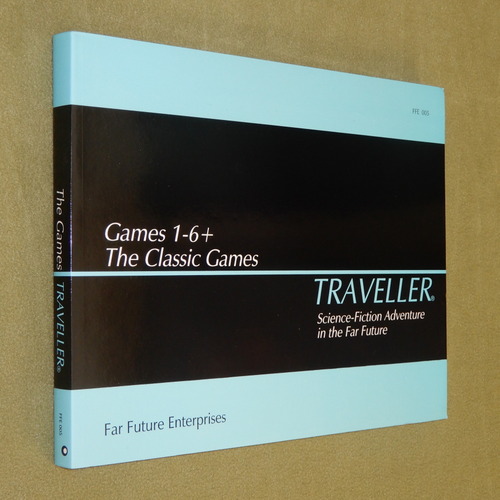 FFE 005
Games 1-6+
The Classic Games
TRAVELLER®
Science-Fiction Adventure
in the Far Future
Far Future Enterprises
The Games TRAVELLER®
FFE 005